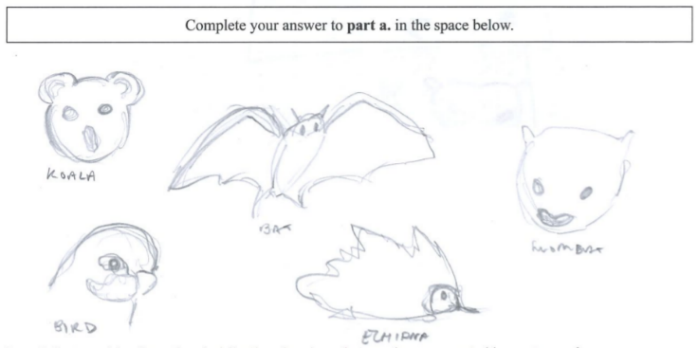 Complete your answer to part a. in the space below.
KOALA
BAT
WOMBAT
BIRD
ECHIDNA